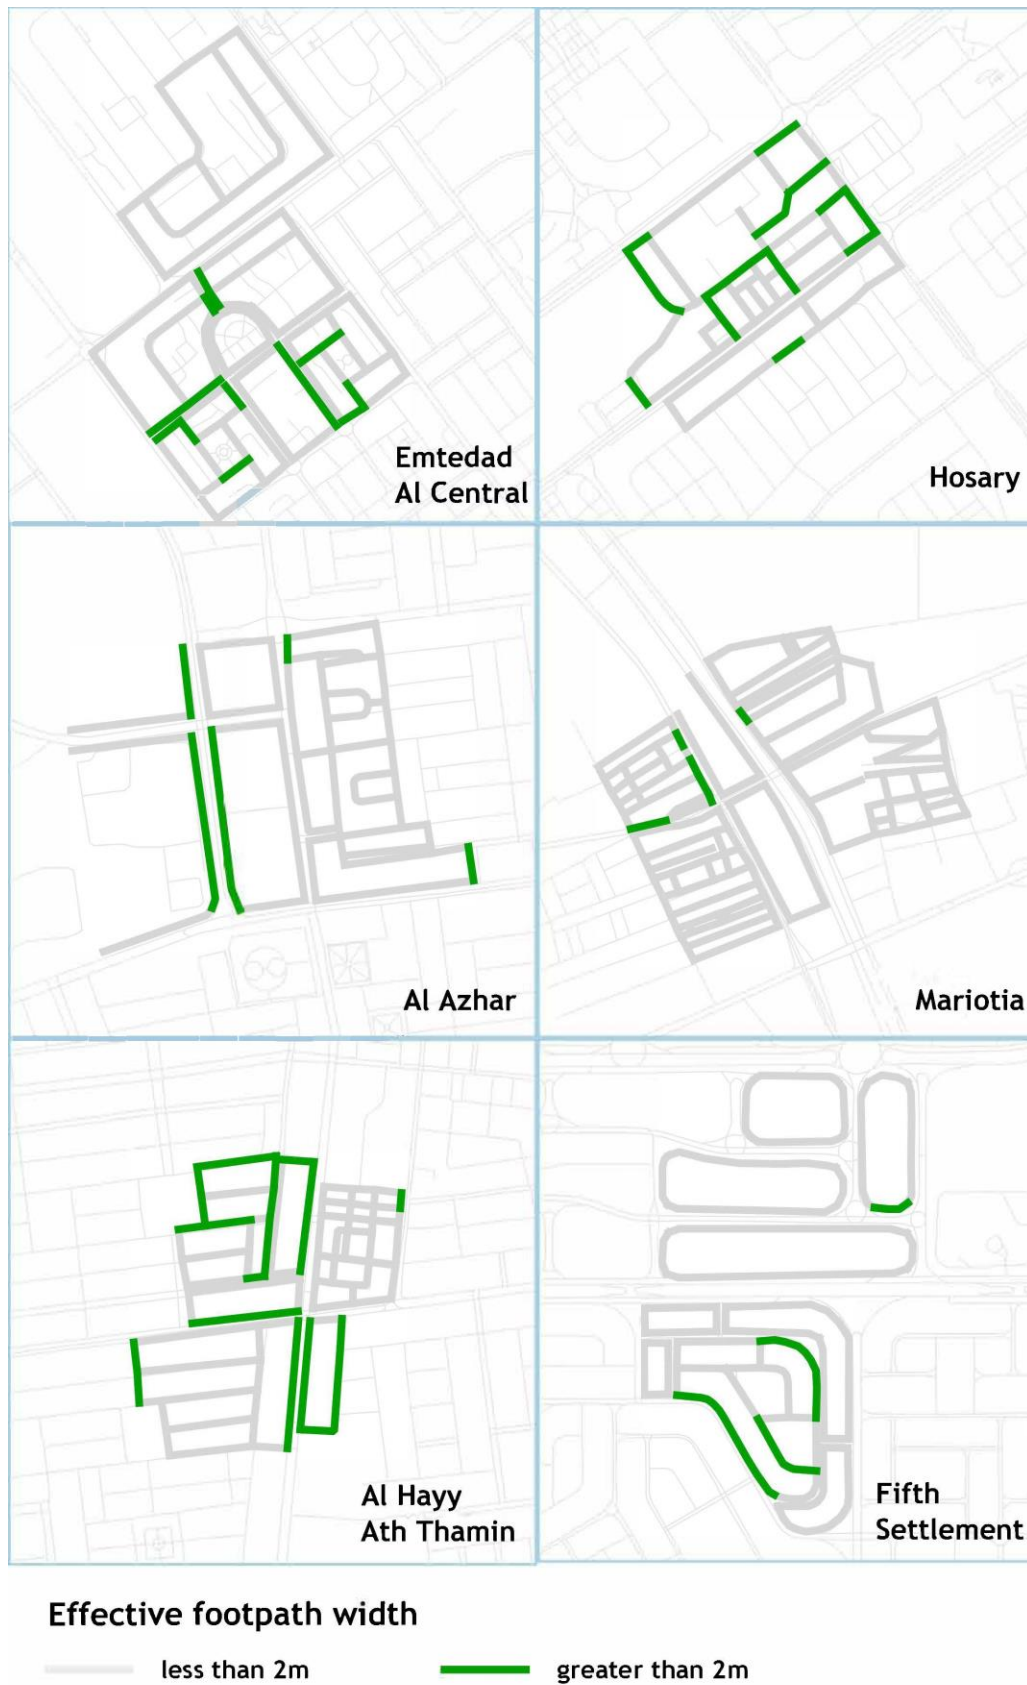 Emtedad
Al Central
Hosary
Al Azhar
Mariotia
Al Hayy
Ath Thamin
Fifth
Settlement
Effective footpath width
less than 2m
greater than 2m